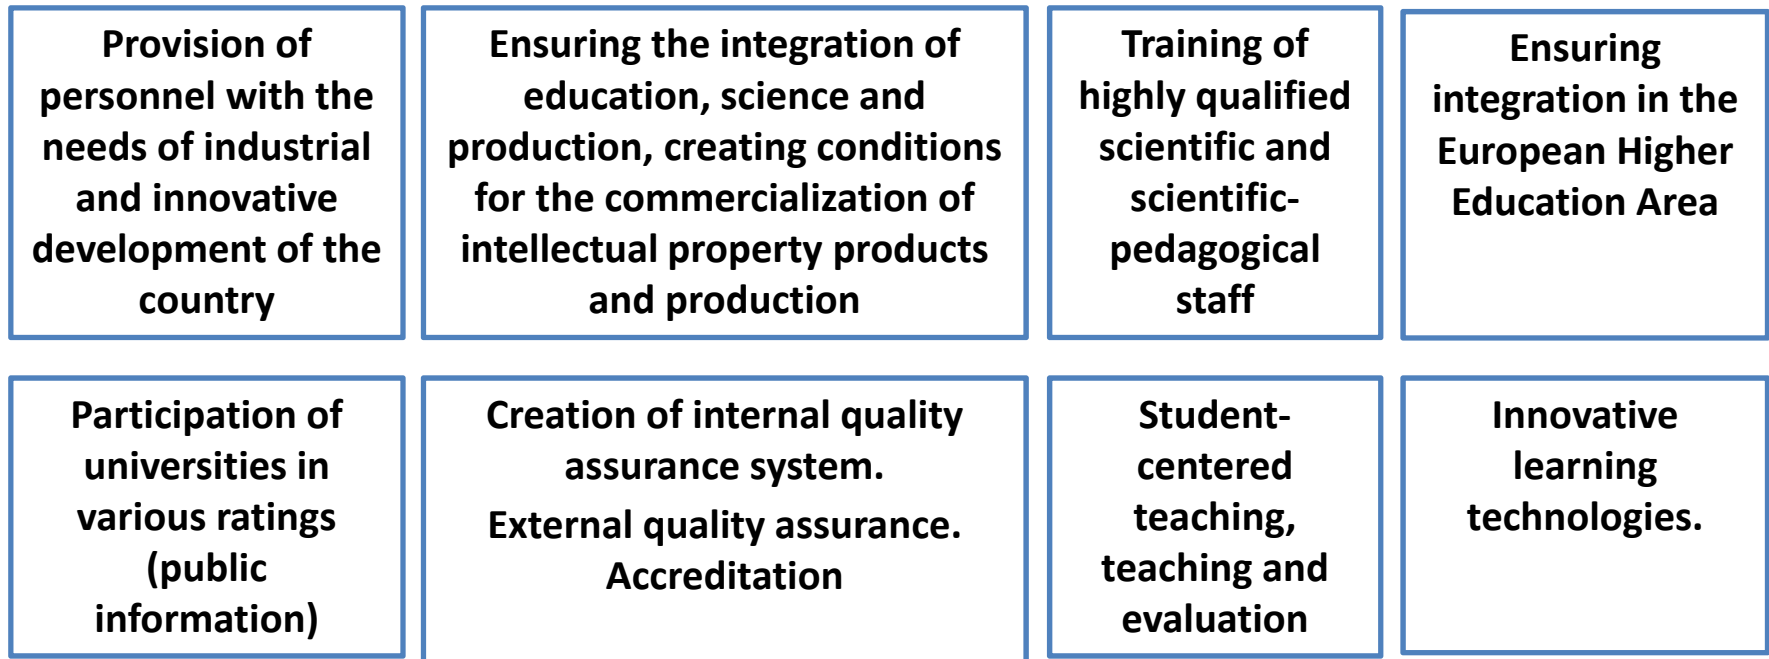 Provision of
personnel with the
needs of industrial
and innovative
development of the
country
Ensuring the integration of
education, science and
production, creating conditions
for the commercialization of
intellectual property products
and production
Training of
highly qualified
scientific and
scientific-
pedagogical
staff
Ensuring
integration in the
European Higher
Education Area
Participation of
universities in
various ratings
(public
information)
Creation of internal quality
assurance system.
External quality assurance.
Accreditation
Student-
centered
teaching,
teaching and
evaluation
Innovative
learning
technologies.